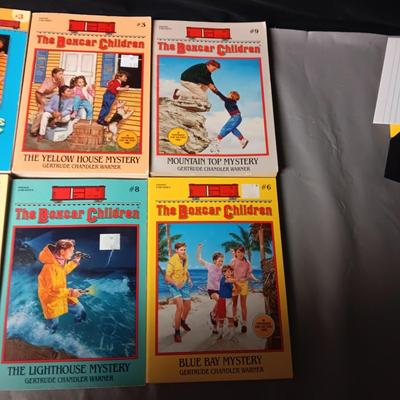 #3
The Boxcar Children
THE YELLOW HOUSE MYSTERY
GERTRUDE CHANDLER WARNER
#9
The Boxcar Children
MOUNTAIN TOP MYSTERY
GERTRUDE CHANDLER WARNER
#8
The Boxcar Children
THE LIGHTHOUSE MYSTERY
GERTRUDE CHANDLER WARNER
#6
The Boxcar Children
BLUE BAY MYSTERY
GERTRUDE CHANDLER WARNER